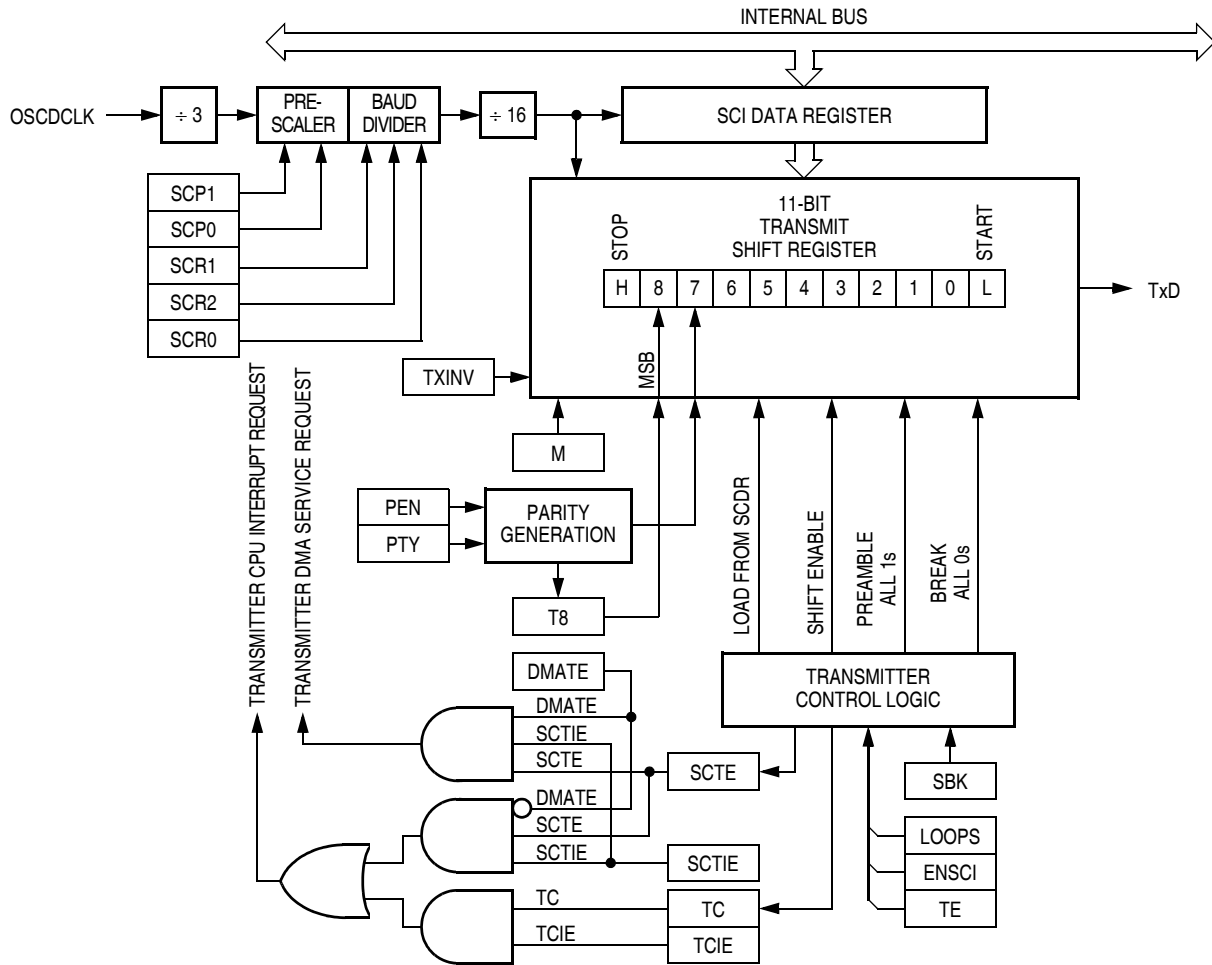 INTERNAL BUS
OSCDCLK
÷ 3
PRE-
SCALER
BAUD
DIVIDER
÷ 16
SCI DATA REGISTER
SCP1
SCP0
SCR1
SCR2
SCR0
11-BIT
TRANSMIT
SHIFT REGISTER
STOP
START
H 8 7 6 5 4 3 2 1 0 L
TxD
TXINV
MSB
M
PEN
PTY
PARITY
GENERATION
T8
LOAD FROM SCDR
SHIFT ENABLE
PREAMBLE
ALL 1s
BREAK
ALL 0s
TRANSMITTER CPU INTERRUPT REQUEST
TRANSMITTER DMA SERVICE REQUEST
TRANSMITTER
CONTROL LOGIC
DMATE
DMATE
SCTIE
SCTE
SCTE
DMATE
SCTE
SCTIE
SCTIE
TC
TC
TCIE
TCIE
SBK
LOOPS
ENSCI
TE